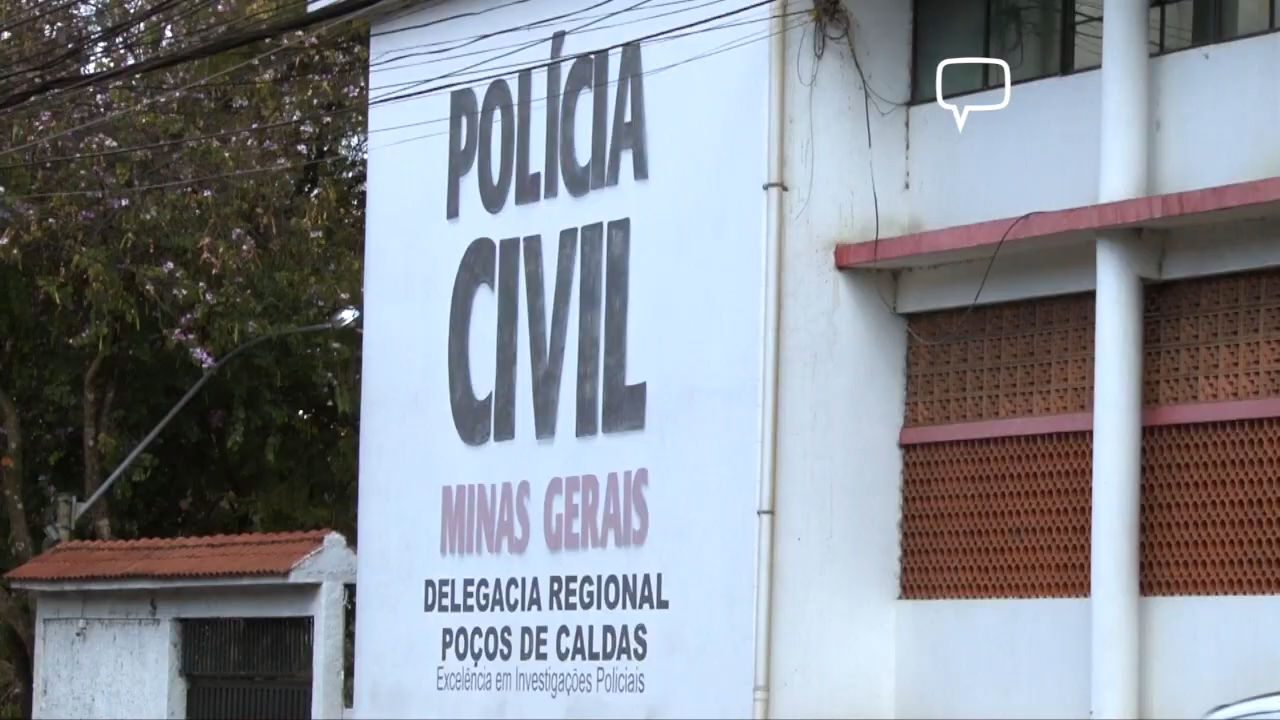 POLÍCIA
CIVIL
MINAS GERAIS
DELEGACIA REGIONAL
POÇOS DE CALDAS
Excelência em Investigações Policiais